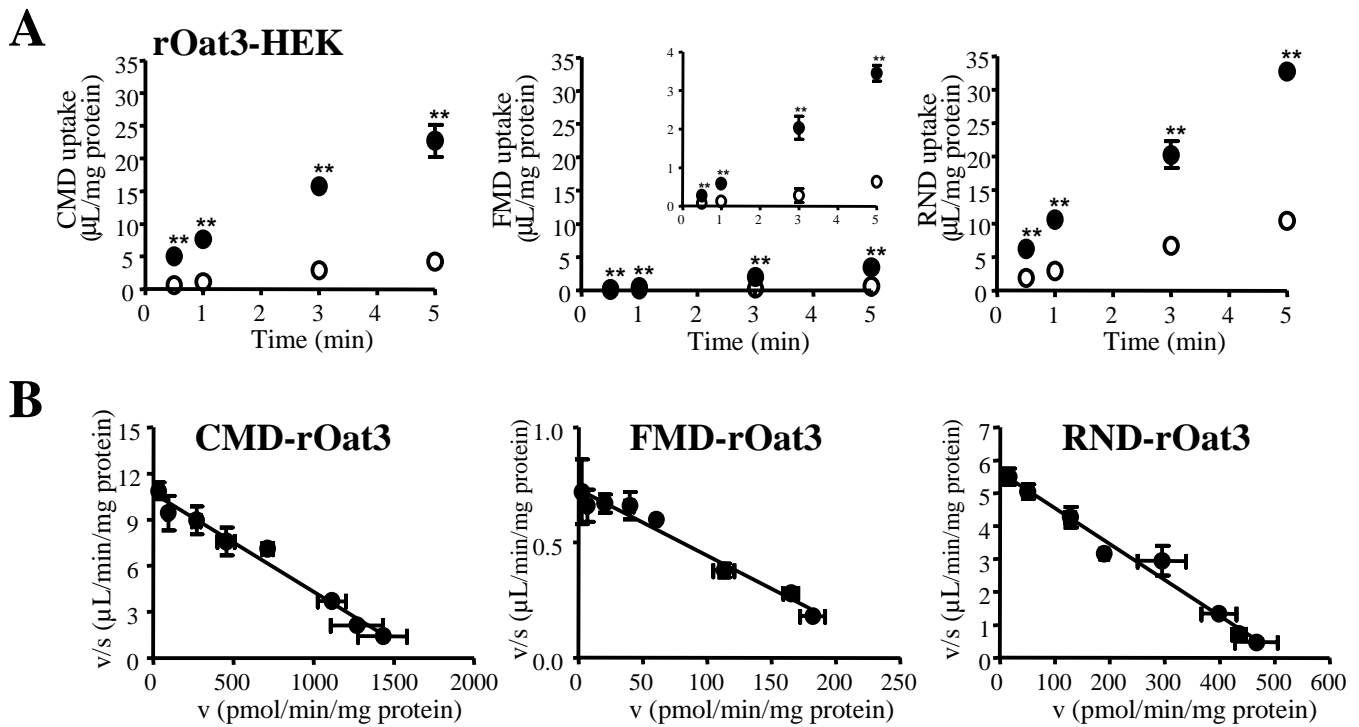 A
rOat3-HEK
CMD uptake
(µL/mg protein)
35
30
25
20
15
10
5
0
** ** ** **
0 1 2 3 4 5
Time (min)
FMD uptake
(µL/mg protein)
35
30
25
20
15
10
5
0
** ** ** **
0 1 2 3 4 5
Time (min)
4
3
2
1
0
** ** ** **
0 1 2 3 4 5
RND uptake
(µL/mg protein)
35
30
25
20
15
10
5
0
** ** ** **
0 1 2 3 4 5
Time (min)
B
CMD-rOat3
v/s (µL/min/mg protein)
15
12
9
6
3
0
0 500 1000 1500 2000
v (pmol/min/mg protein)
FMD-rOat3
v/s (µL/min/mg protein)
1.0
0.5
0.0
0 50 100 150 200 250
v (pmol/min/mg protein)
RND-rOat3
v/s (µL/min/mg protein)
7
6
5
4
3
2
1
0
0 100 200 300 400 500 600
v (pmol/min/mg protein)